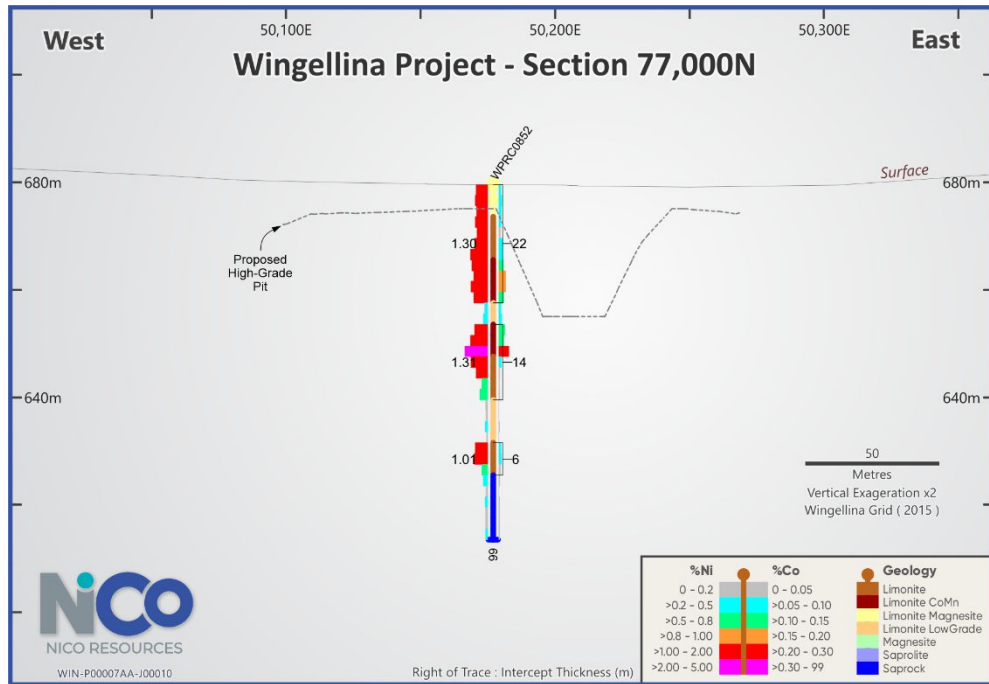 50,100E
50,200E
50,300E
West
East
Wingellina Project - Section 77,000N
WPRC0852
Surface
680m
680m
Proposed
High-Grade
Pit
1.30
22
1.31
14
640m
640m
1.01
6
99
50
Metres
Vertical Exageration x2
Wingellina Grid ( 2015 )
%Ni %Co Geology
0 - 0.2 0 - 0.05 Limonite
>0.2 - 0.5 >0.05 - 0.10 Limonite CoMn
>0.5 - 0.8 >0.10 - 0.15 Limonite Magnesite
>0.8 - 1.00 >0.15 - 0.20 Limonite LowGrade
>1.00 - 2.00 >0.20 - 0.30 Magnesite
>2.00 - 5.00 >0.30 - 99 Saprolite
Saprock
NiCo
NICO RESOURCES
WIN-P00007AA-J00010
Right of Trace : Intercept Thickness (m)